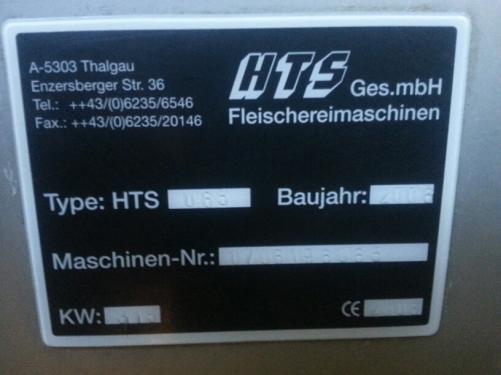 A-5303 Thalgau
Enzersberger Str. 36
Tel.: ++43/(0)6235/6546
Fax.: ++43/(0)6235/20146
HTS Ges.mbH
Fleischereimaschinen
Type: HTS 065
Baujahr:
Maschinen-Nr.:
KW:
CE